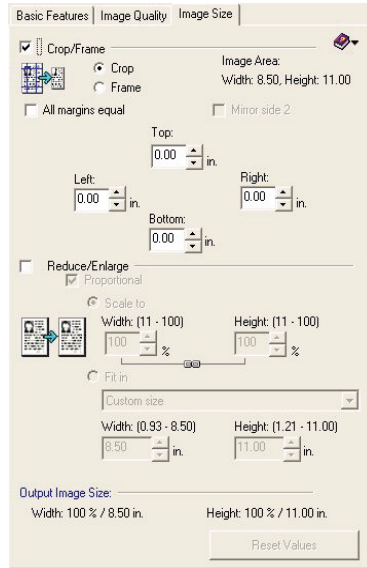 Basic Features Image Quality Image Size
Crop/Frame
Crop
Frame
Image Area:
Width: 8.50, Height: 11.00
All margins equal
Mirror side 2
Top:
0.00 in.
Left:
0.00 in.
Right:
0.00 in.
Bottom:
0.00 in.
Reduce/Enlarge
Proportional
Scale to
Width: (11 - 100) Height: (11 - 100)
100 % 100 %
Fit in
Custom size
Width: (0.93 - 8.50) Height: (1.21 - 11.00)
8.50 in. 11.00 in.
Output Image Size:
Width: 100 % / 8.50 in. Height: 100 % / 11.00 in.
Reset Values